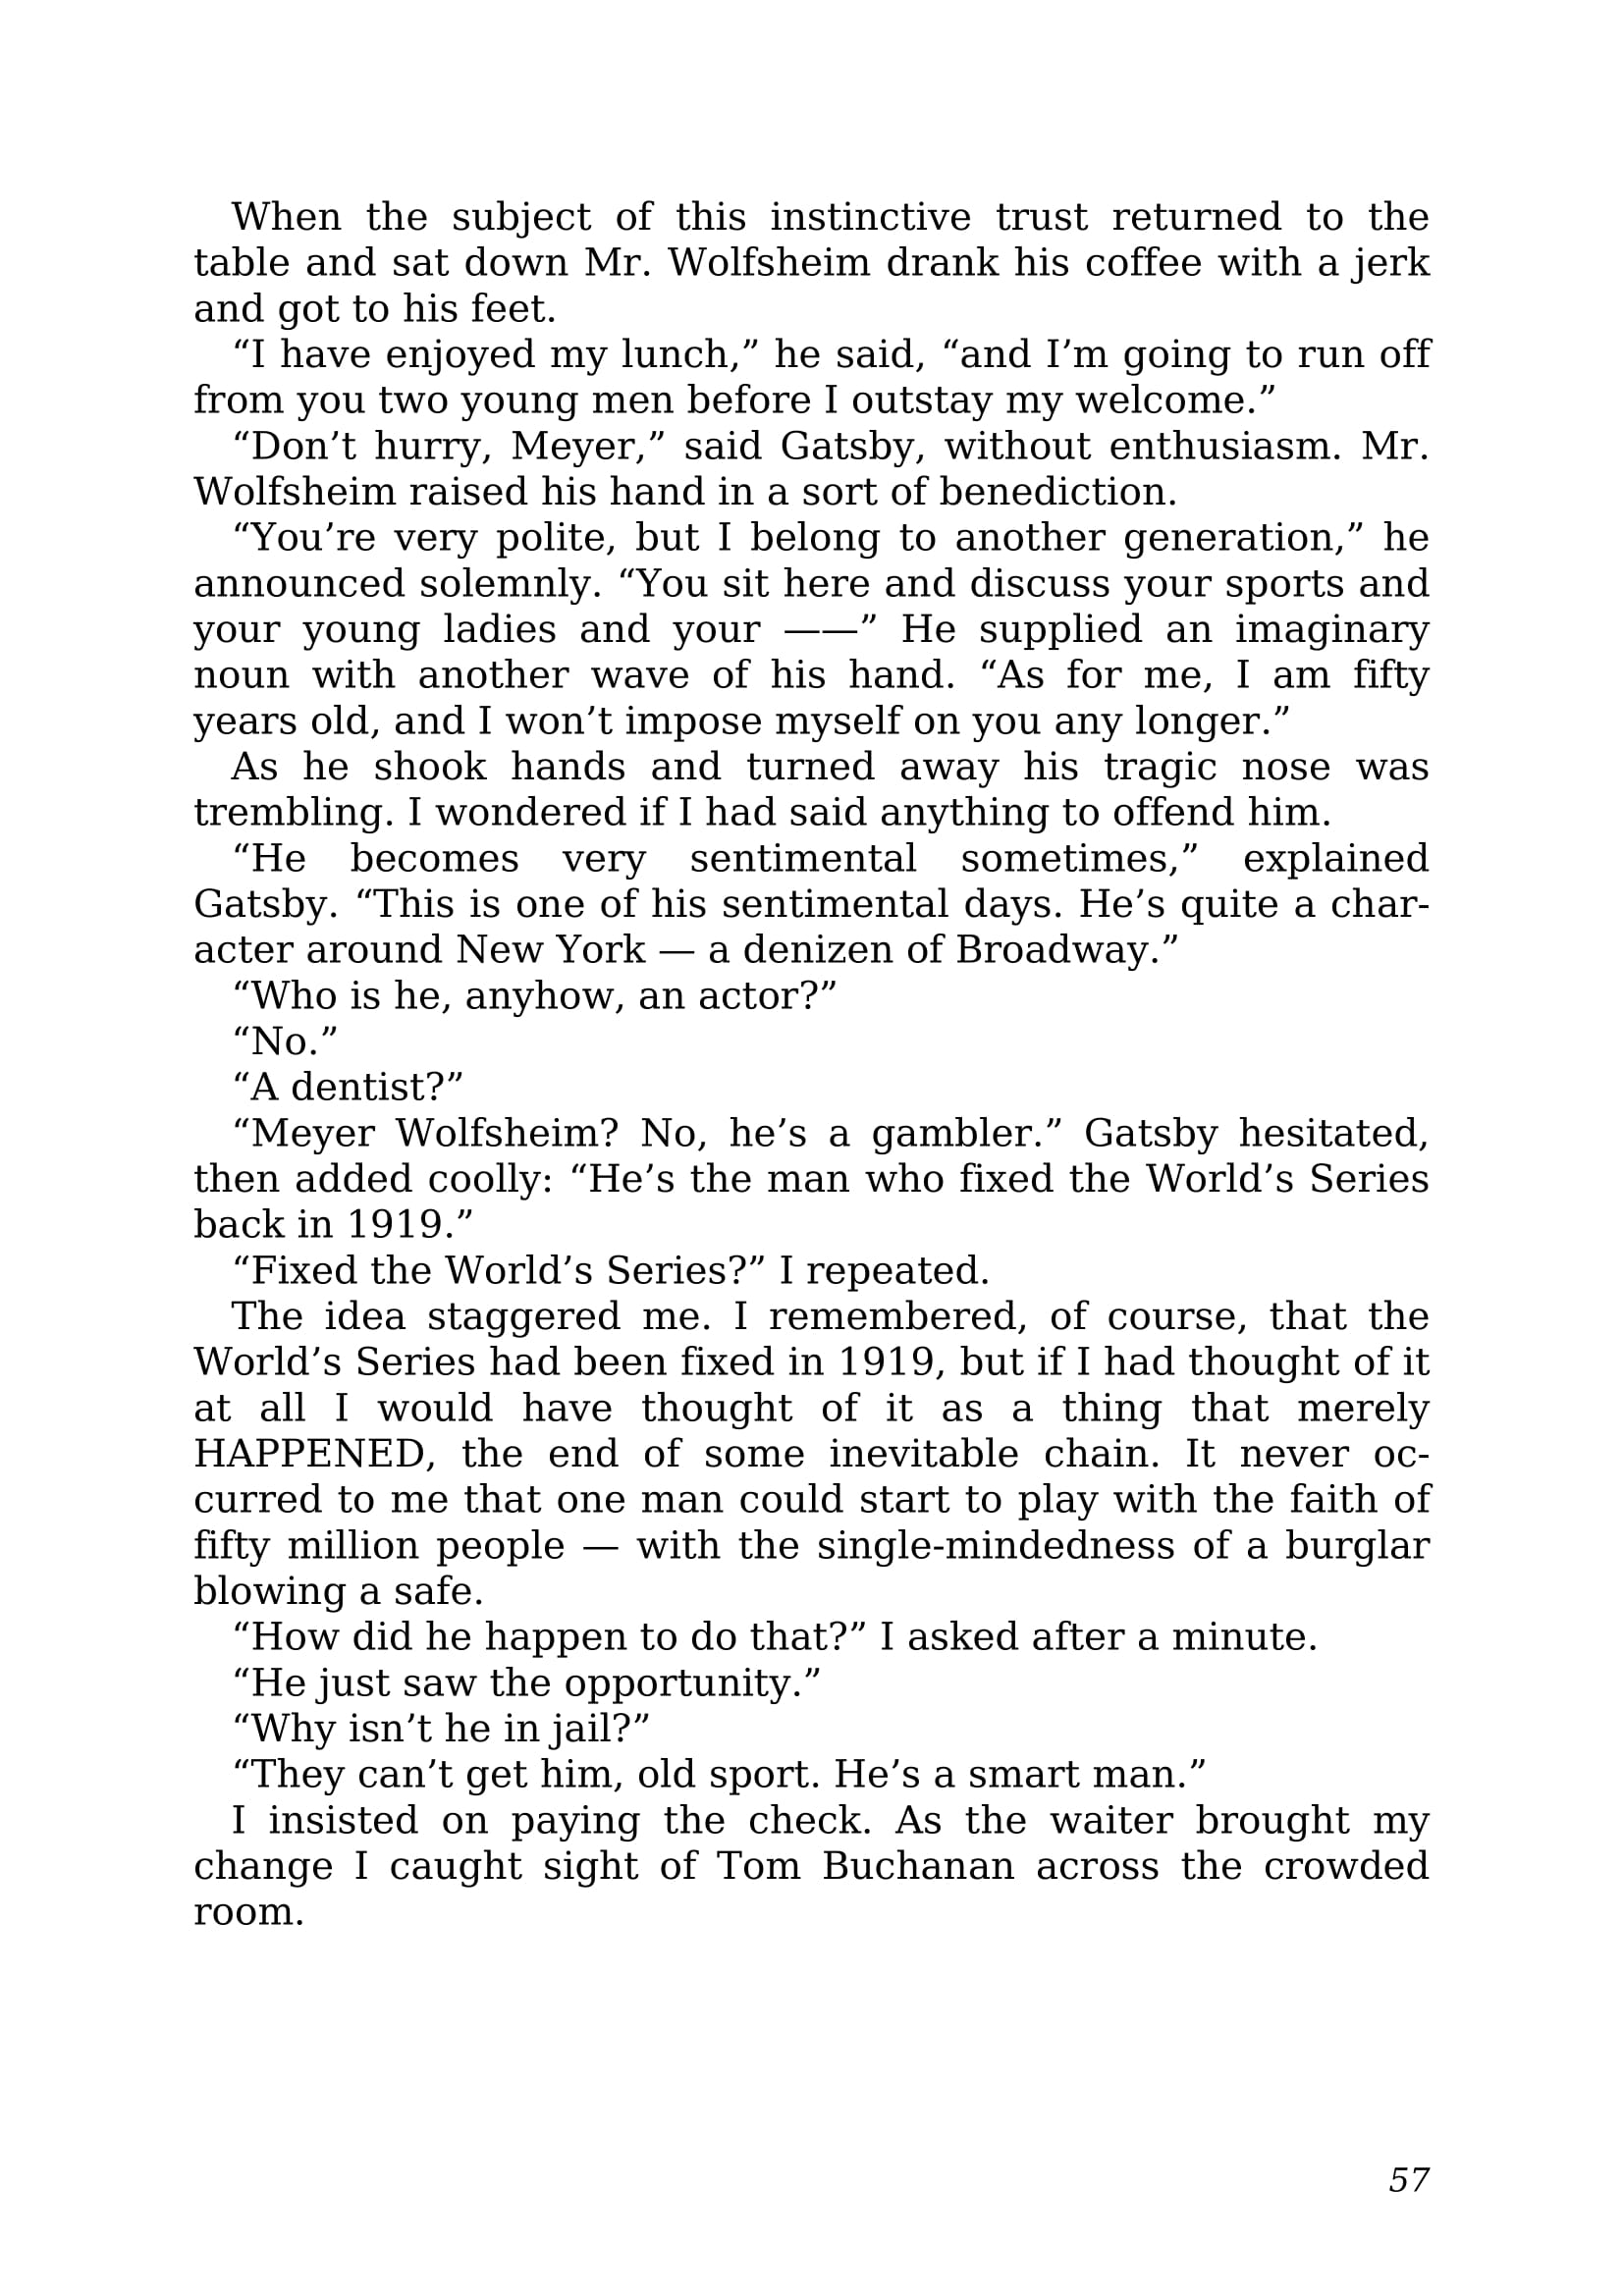 When the subject of this instinctive trust returned to the
table and sat down Mr. Wolfsheim drank his coffee with a jerk
and got to his feet.
“I have enjoyed my lunch,” he said, “and I’m going to run off
from you two young men before I outstay my welcome.”
“Don’t hurry, Meyer,” said Gatsby, without enthusiasm. Mr.
Wolfsheim raised his hand in a sort of benediction.
“You’re very polite, but I belong to another generation,” he
announced solemnly. “You sit here and discuss your sports and
your young ladies and your ——” He supplied an imaginary
noun with another wave of his hand. “As for me, I am fifty
years old, and I won’t impose myself on you any longer.”
As he shook hands and turned away his tragic nose was
trembling. I wondered if I had said anything to offend him.
“He becomes very sentimental sometimes,” explained
Gatsby. “This is one of his sentimental days. He’s quite a char-
acter around New York — a denizen of Broadway.”
“Who is he, anyhow, an actor?”
“No.”
“A dentist?”
“Meyer Wolfsheim? No, he’s a gambler.” Gatsby hesitated,
then added coolly: “He’s the man who fixed the World’s Series
back in 1919.”
“Fixed the World’s Series?” I repeated.
The idea staggered me. I remembered, of course, that the
World’s Series had been fixed in 1919, but if I had thought of it
at all I would have thought of it as a thing that merely
HAPPENED, the end of some inevitable chain. It never oc-
curred to me that one man could start to play with the faith of
fifty million people — with the single-mindedness of a burglar
blowing a safe.
“How did he happen to do that?” I asked after a minute.
“He just saw the opportunity.”
“Why isn’t he in jail?”
“They can’t get him, old sport. He’s a smart man.”
I insisted on paying the check. As the waiter brought my
change I caught sight of Tom Buchanan across the crowded
room.
57